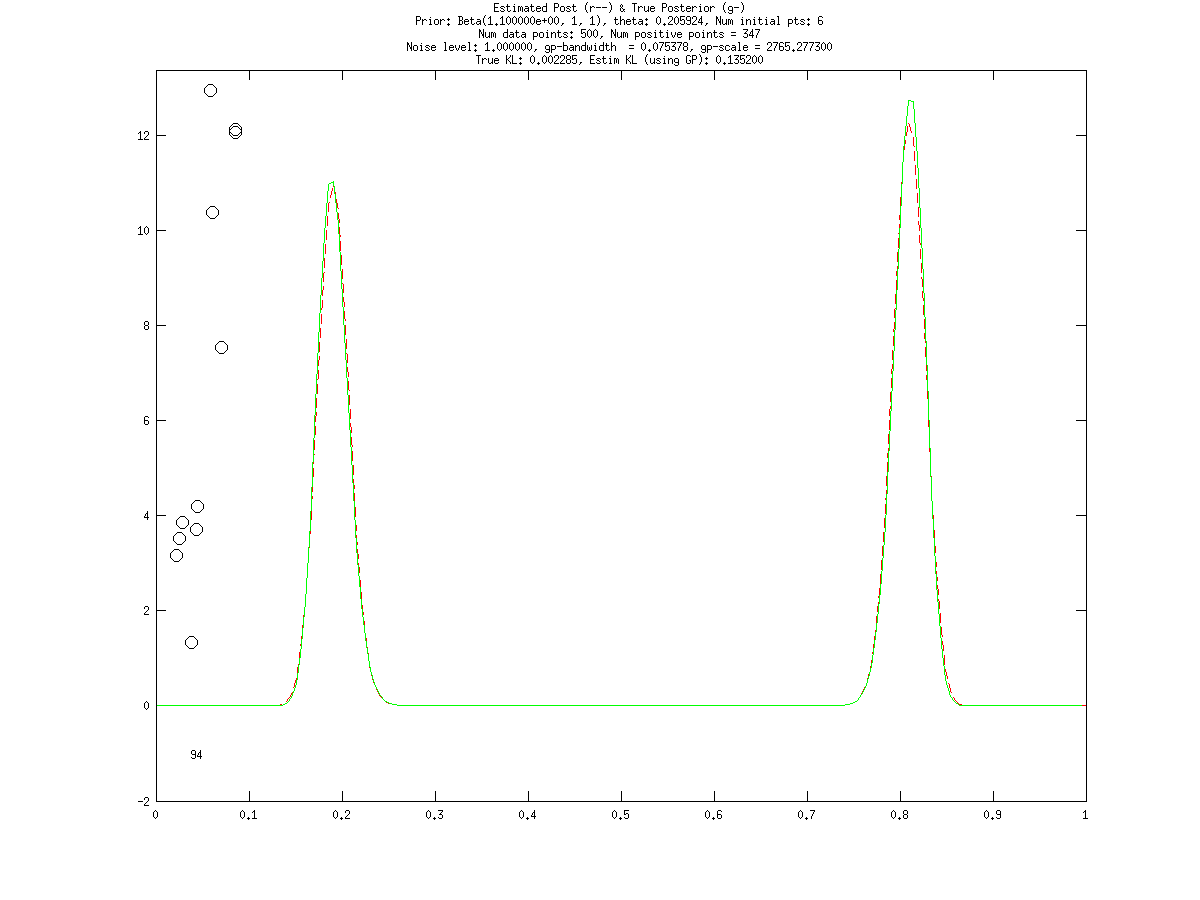 Estimated Post (r--) & True Posterior (g-)
Prior: Beta(1.100000e+00, 1, 1), theta: 0.205924, Num initial pts: 6
Num data points: 500, Num positive points = 347
Noise level: 1.000000, gp-bandwidth  = 0.075378, gp-scale = 2765.277300
True KL: 0.002285, Estim KL (using GP): 0.135200
12
10
8
6
4
2
0
94
-2
0 0.1 0.2 0.3 0.4 0.5 0.6 0.7 0.8 0.9 1